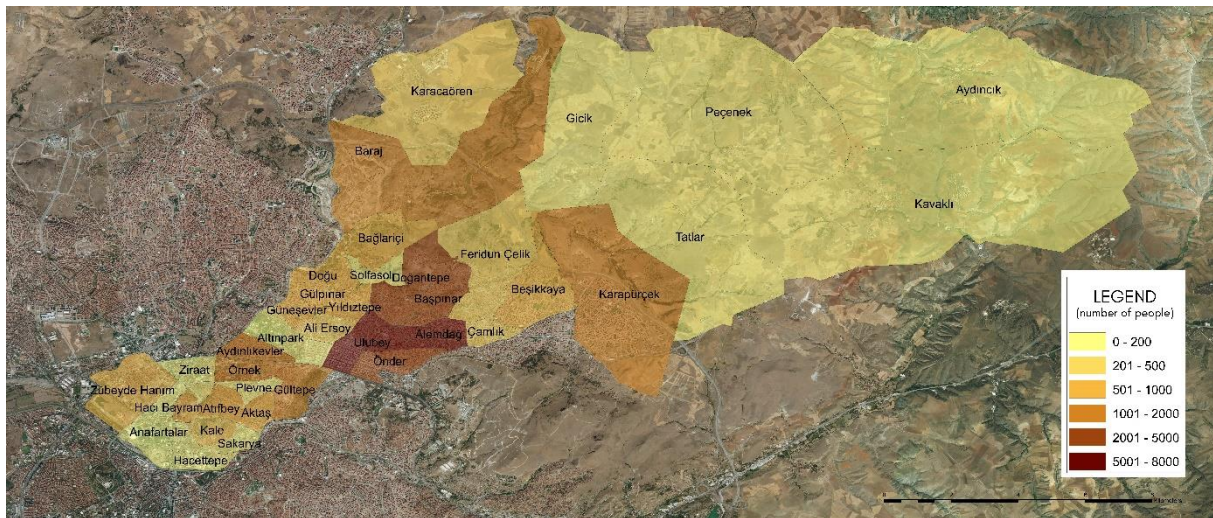 Karacaören
Aydıncık
Peçenek
Gicik
Baraj
Kavaklı
Tatlar
Bağlariçi
Feridun Çelik
Doğu
Solfasol
Doğantepe
Beşikkaya
Karapürçek
Gülpınar
Başpınar
Güneşevler
Yıldıztepe
Ali Ersoy
Çamlık
Altınpark
Ulubey
Alemdağ
Aydınlıkevler
Önder
Ziraat
Örnek
Zübeyde Hanım
Plevne
Gültepe
Hacı Bayram
Atıfbey
Aktaş
Anafartalar
Kale
Sakarya
Hacettepe
LEGEND
(number of people)
0 - 200
201 - 500
501 - 1000
1001 - 2000
2001 - 5000
5001 - 8000